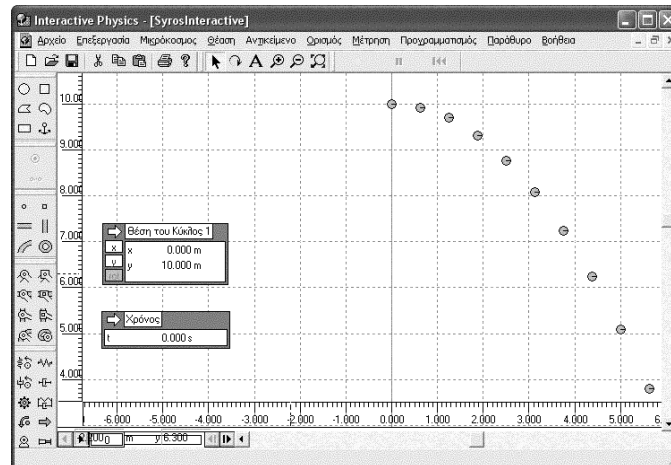 Interactive Physics - [SyrosInteractive]
Αρχείο Επεξεργασία Μικρόκοσμος Θέαση Αντικείμενο Ορισμός Μέτρηση Προγραμματισμός Παράθυρο Βοήθεια
10.00
9.000
8.000
7.000
6.000
5.000
4.000
Θέση του Κύκλος 1
x x 0.000 m
y y 10.000 m
Χρόνος
t 0.000 s
-6.000 -5.000 -4.000 -3.000 -2.000 -1.000 0.000 1.000 2.000 3.000 4.000 5.000 6.
m y 6.300